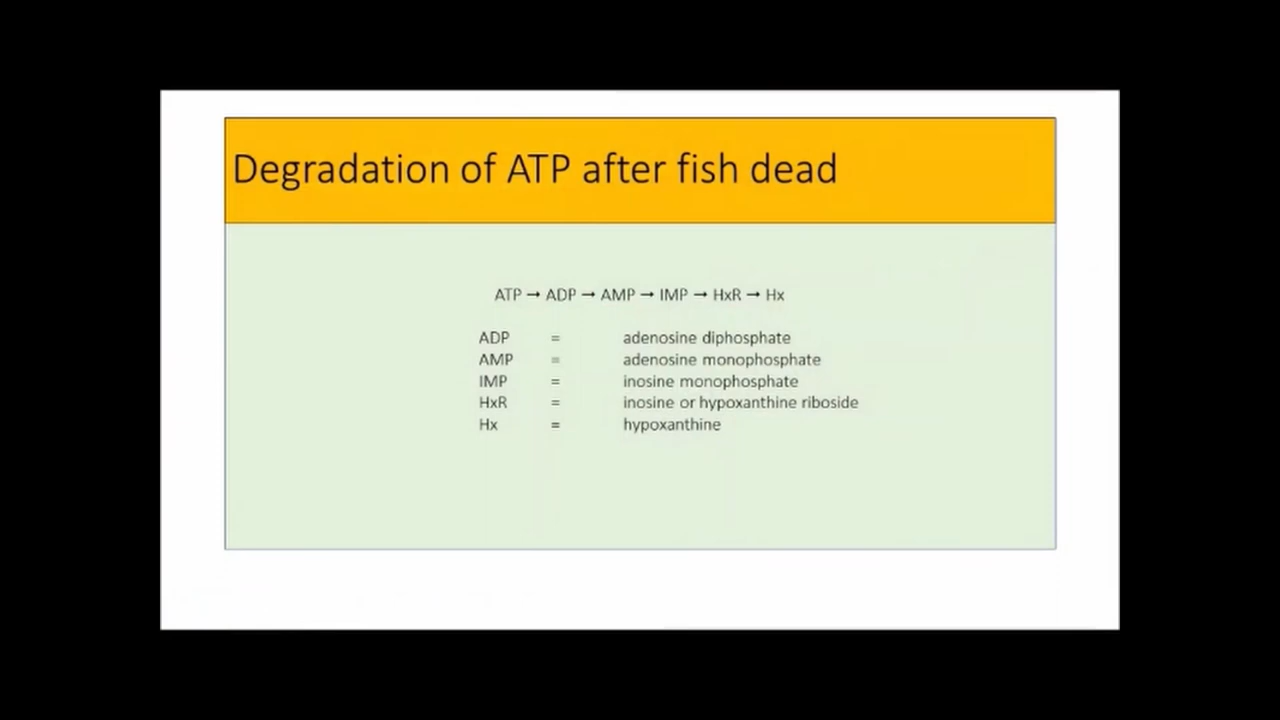 Degradation of ATP after fish dead
ATP → ADP → AMP → IMP → HxR → Hx
ADP = adenosine diphosphate
AMP = adenosine monophosphate
IMP = inosine monophosphate
HxR = inosine or hypoxanthine riboside
Hx = hypoxanthine